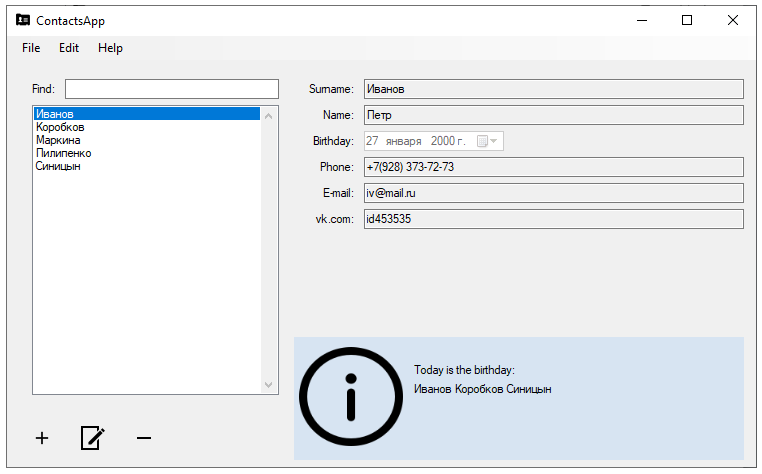 ContactsApp
File Edit Help
Find:
Иванов
Коробков
Маркина
Пилипенко
Синицын
Surname: Иванов
Name: Петр
Birthday: 27 января 2000 г.
Phone: +7(928) 373-72-73
E-mail: iv@mail.ru
vk.com: id453535
Today is the birthday:
Иванов Коробков Синицын